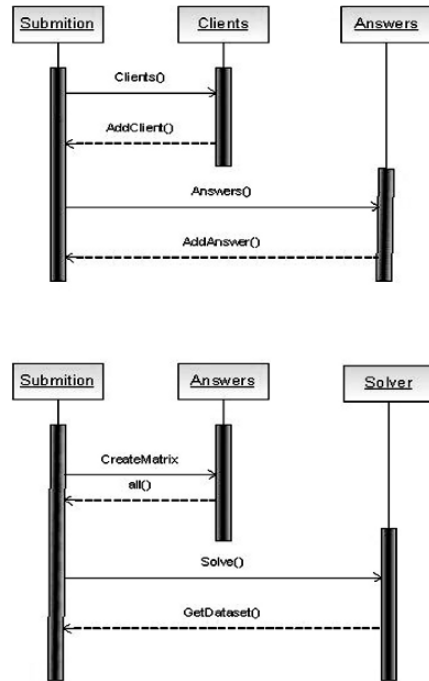 Submition Clients Answers
Clients()
AddClient()
Answers()
AddAnswer()
Submition Answers Solver
CreateMatrix
all()
Solve()
GetDataset()